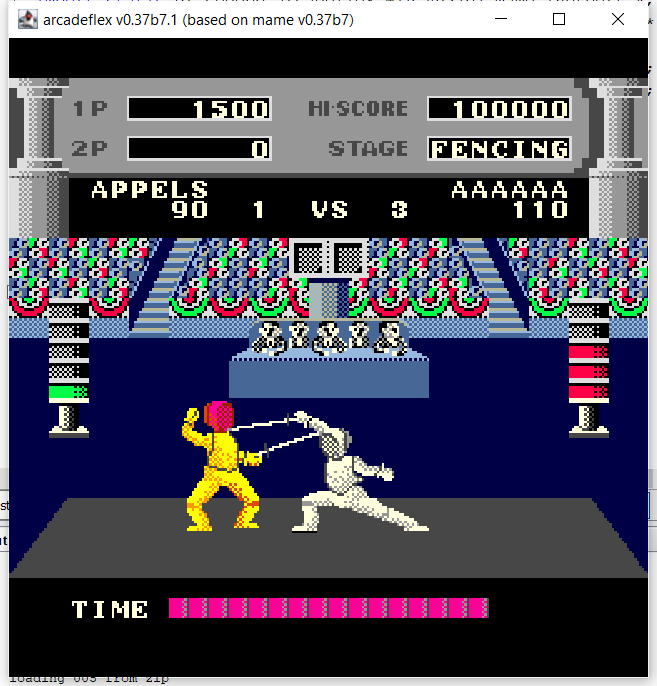 arcadeflex v0.37b7.1 (based on mame v0.37b7)
1P 1500 HI·SCORE 100000
2P 0 STAGE FENCING
APPELS AAAAAA
90 1 VS 3 110
TIME
loading 005 from zip